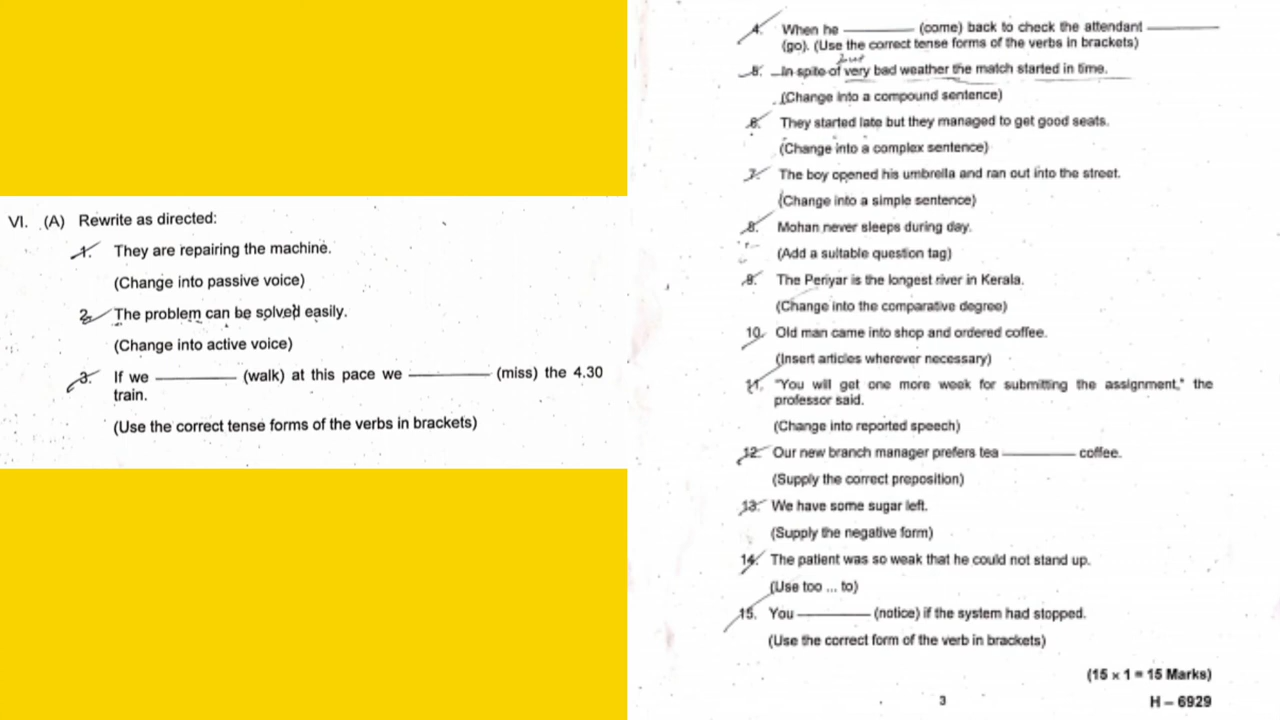 VI. (A) Rewrite as directed:
1. They are repairing the machine.
(Change into passive voice)
2. The problem can be solved easily.
(Change into active voice)
3. If we ________ (walk) at this pace we ________ (miss) the 4.30
train.
(Use the correct tense forms of the verbs in brackets)
4. When he ________ (come) back to check the attendant ________
(go). (Use the correct tense forms of the verbs in brackets)
but
5. In spite of very bad weather the match started in time.
(Change into a compound sentence)
6. They started late but they managed to get good seats.
(Change into a complex sentence)
7. The boy opened his umbrella and ran out into the street.
(Change into a simple sentence)
8. Mohan never sleeps during day.
(Add a suitable question tag)
9. The Periyar is the longest river in Kerala.
(Change into the comparative degree)
10. Old man came into shop and ordered coffee.
(Insert articles wherever necessary)
11. "You will get one more week for submitting the assignment," the
professor said.
(Change into reported speech)
12. Our new branch manager prefers tea ________ coffee.
(Supply the correct preposition)
13. We have some sugar left.
(Supply the negative form)
14. The patient was so weak that he could not stand up.
(Use too ... to)
15. You ________ (notice) if the system had stopped.
(Use the correct form of the verb in brackets)
(15 x 1 = 15 Marks)
3
H – 6929